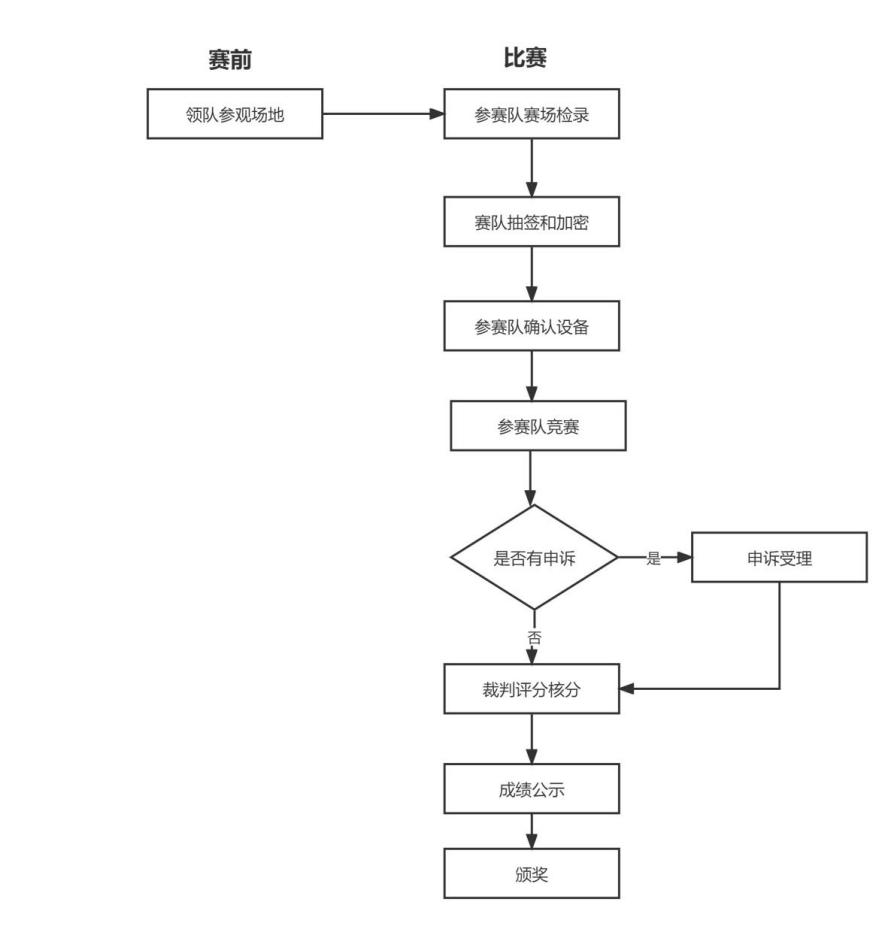 赛前
比赛
领队参观场地
参赛队赛场检录
赛队抽签和加密
参赛队确认设备
参赛队竞赛
是否有申诉
是
申诉受理
否
裁判评分核分
成绩公示
颁奖